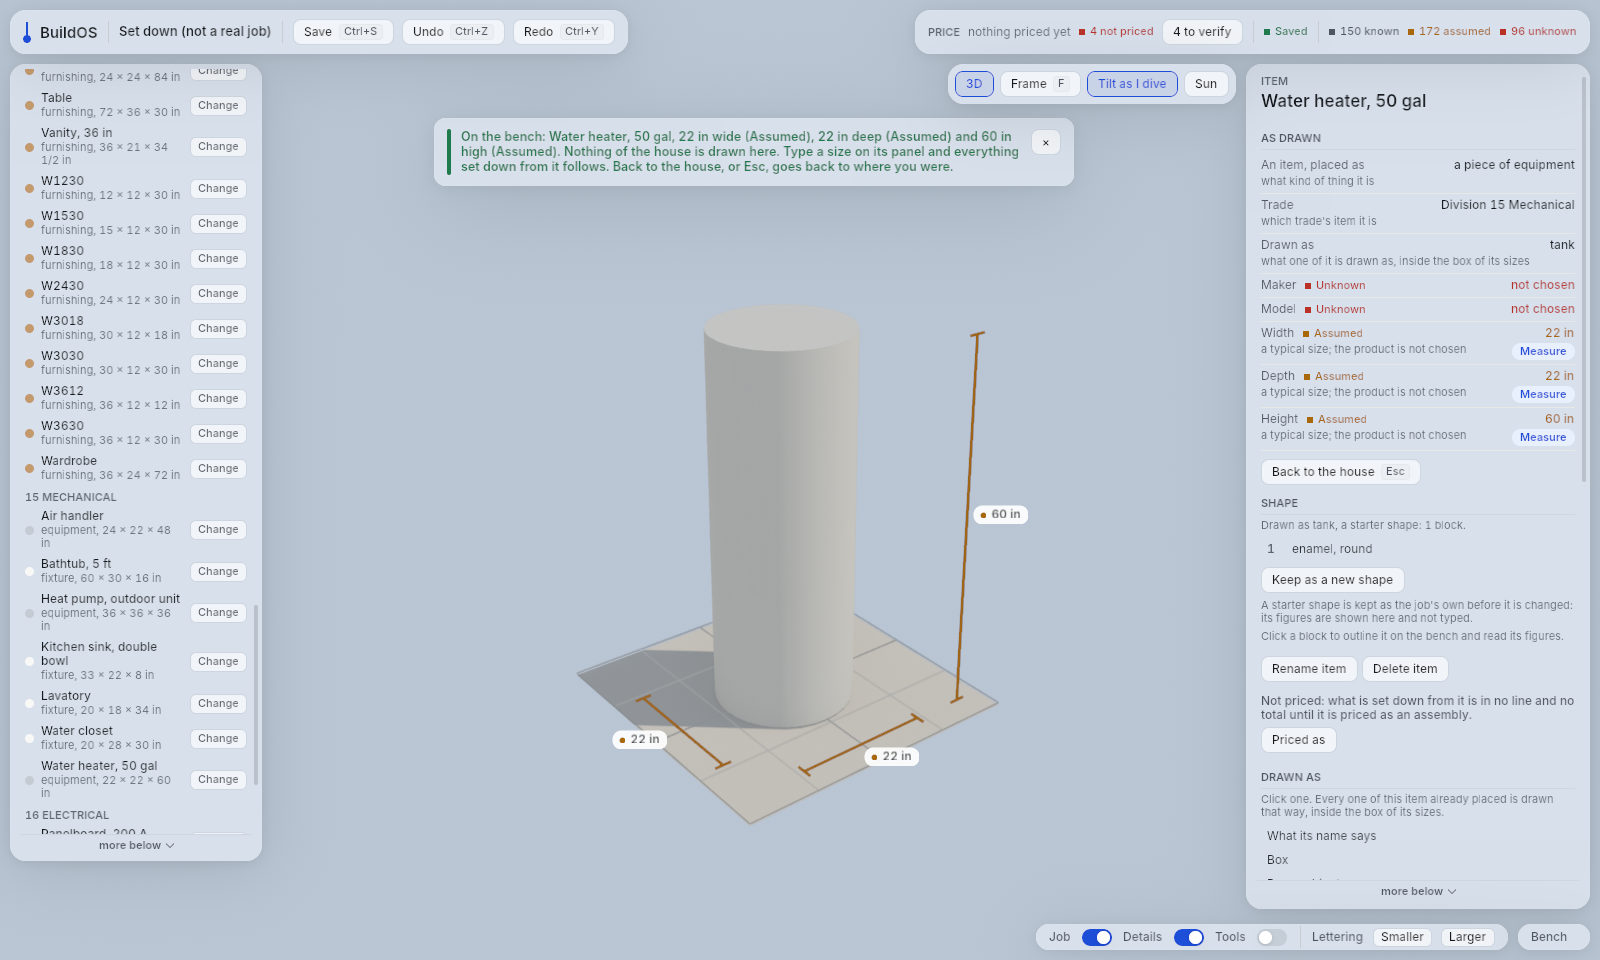 BuildOS
Set down (not a real job)
Save Ctrl+S
Undo Ctrl+Z
Redo Ctrl+Y
PRICE nothing priced yet 4 not priced
4 to verify
Saved
150 known 172 assumed 96 unknown
furnishing, 24 × 24 × 84 in
Change
Table
furnishing, 72 × 36 × 30 in
Change
Vanity, 36 in
furnishing, 36 × 21 × 34
1/2 in
Change
W1230
furnishing, 12 × 12 × 30 in
Change
W1530
furnishing, 15 × 12 × 30 in
Change
W1830
furnishing, 18 × 12 × 30 in
Change
W2430
furnishing, 24 × 12 × 30 in
Change
W3018
furnishing, 30 × 12 × 18 in
Change
W3030
furnishing, 30 × 12 × 30 in
Change
W3612
furnishing, 36 × 12 × 12 in
Change
W3630
furnishing, 36 × 12 × 30 in
Change
Wardrobe
furnishing, 36 × 24 × 72 in
Change
15 MECHANICAL
Air handler
equipment, 24 × 22 × 48
in
Change
Bathtub, 5 ft
fixture, 60 × 30 × 16 in
Change
Heat pump, outdoor unit
equipment, 36 × 36 × 36
in
Change
Kitchen sink, double
bowl
fixture, 33 × 22 × 8 in
Change
Lavatory
fixture, 20 × 18 × 34 in
Change
Water closet
fixture, 20 × 28 × 30 in
Change
Water heater, 50 gal
equipment, 22 × 22 × 60
in
Change
16 ELECTRICAL
Panelboard, 200 A
more below
3D
Frame F
Tilt as I dive
Sun
On the bench: Water heater, 50 gal, 22 in wide (Assumed), 22 in deep (Assumed) and 60 in
high (Assumed). Nothing of the house is drawn here. Type a size on its panel and everything
set down from it follows. Back to the house, or Esc, goes back to where you were.
×
60 in
22 in
22 in
ITEM
Water heater, 50 gal
AS DRAWN
An item, placed as a piece of equipment
what kind of thing it is
Trade Division 15 Mechanical
which trade's item it is
Drawn as tank
what one of it is drawn as, inside the box of its sizes
Maker Unknown not chosen
Model Unknown not chosen
Width Assumed 22 in
a typical size; the product is not chosen Measure
Depth Assumed 22 in
a typical size; the product is not chosen Measure
Height Assumed 60 in
a typical size; the product is not chosen Measure
Back to the house Esc
SHAPE
Drawn as tank, a starter shape: 1 block.
1 enamel, round
Keep as a new shape
A starter shape is kept as the job's own before it is changed:
its figures are shown here and not typed.
Click a block to outline it on the bench and read its figures.
Rename item
Delete item
Not priced: what is set down from it is in no line and no
total until it is priced as an assembly.
Priced as
DRAWN AS
Click one. Every one of this item already placed is drawn
that way, inside the box of its sizes.
What its name says
Box
more below
Job
Details
Tools
Lettering
Smaller
Larger
Bench